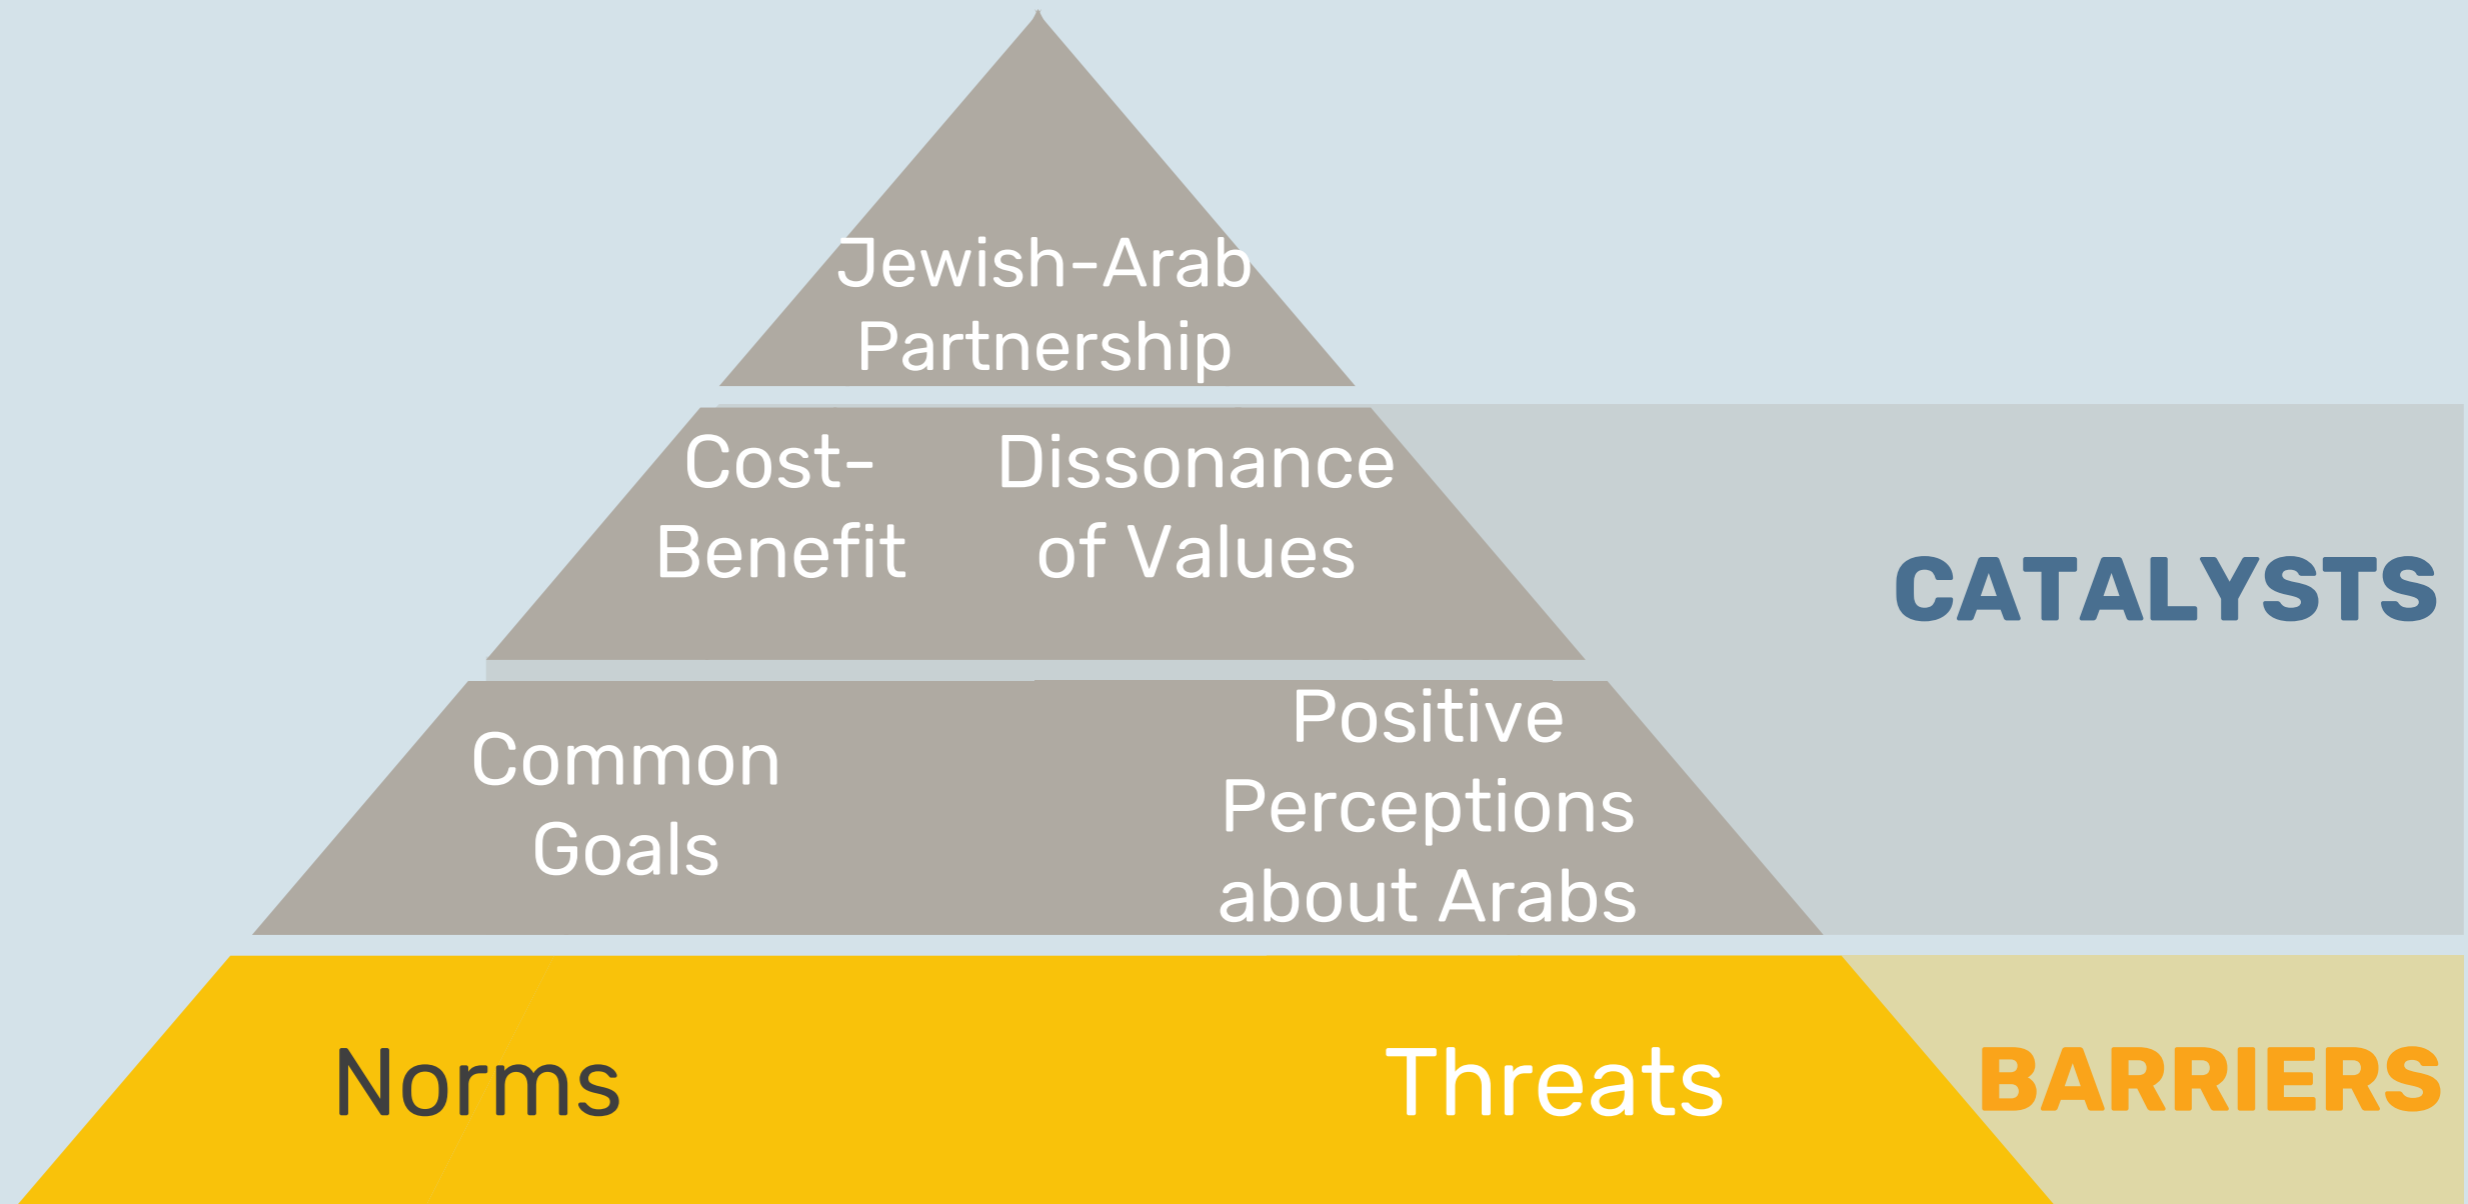 Jewish-Arab
Partnership
Cost-
Benefit
Dissonance
of Values
CATALYSTS
Common
Goals
Positive
Perceptions
about Arabs
Norms
Threats
BARRIERS